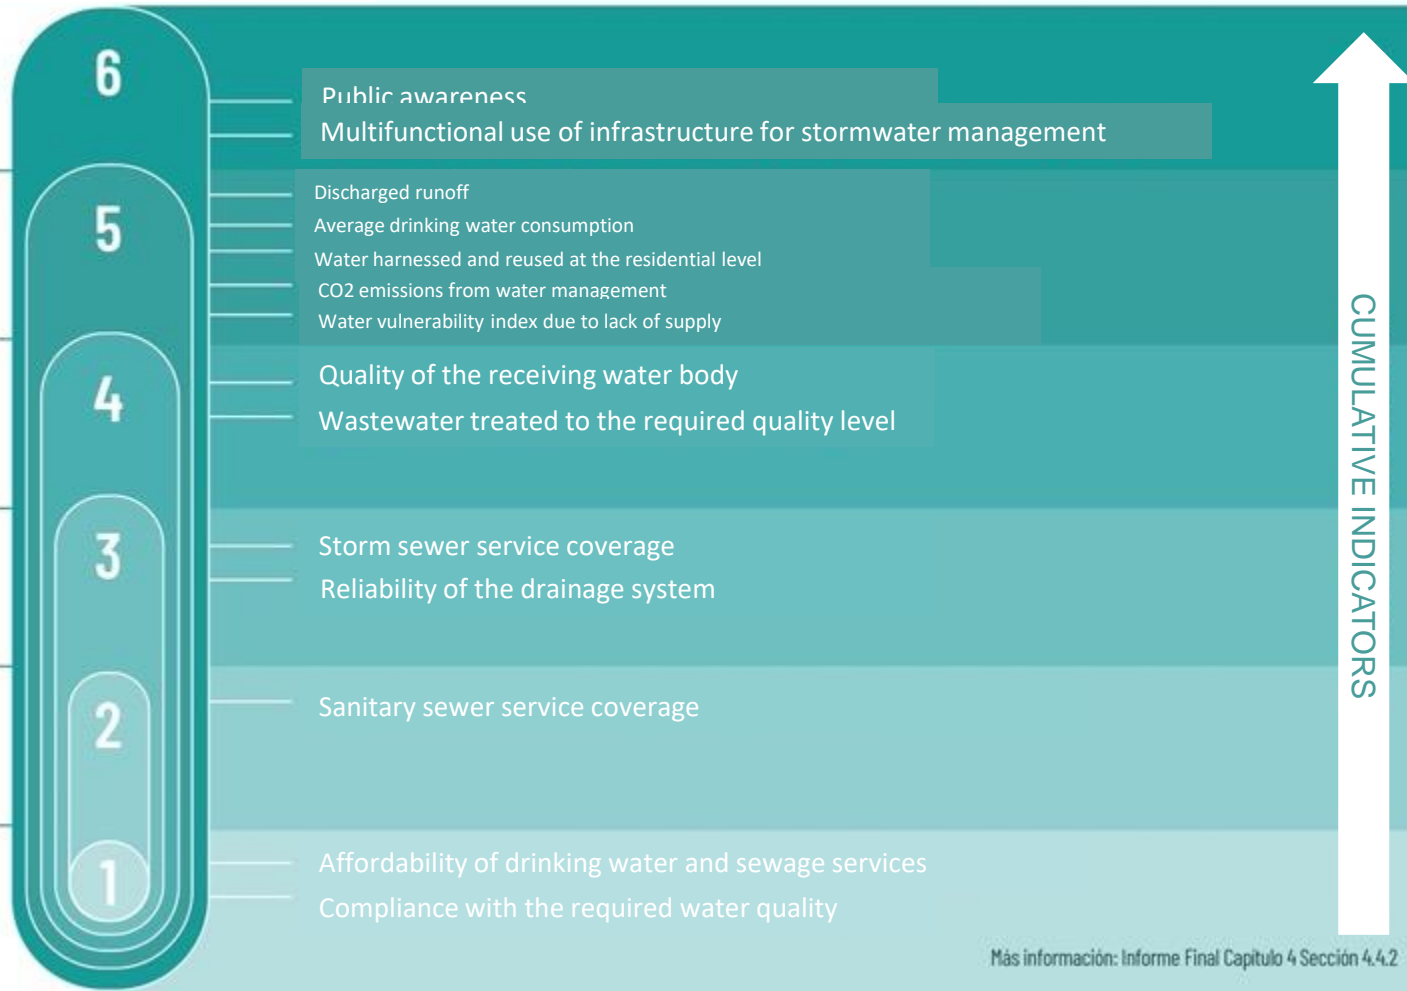 6
Public awareness
Multifunctional use of infrastructure for stormwater management
5
Discharged runoff
Average drinking water consumption
Water harnessed and reused at the residential level
CO2 emissions from water management
Water vulnerability index due to lack of supply
4
Quality of the receiving water body
Wastewater treated to the required quality level
3
Storm sewer service coverage
Reliability of the drainage system
2
Sanitary sewer service coverage
1
Affordability of drinking water and sewage services
Compliance with the required water quality
CUMULATIVE INDICATORS
Más información: Informe Final Capítulo 4 Sección 4.4.2